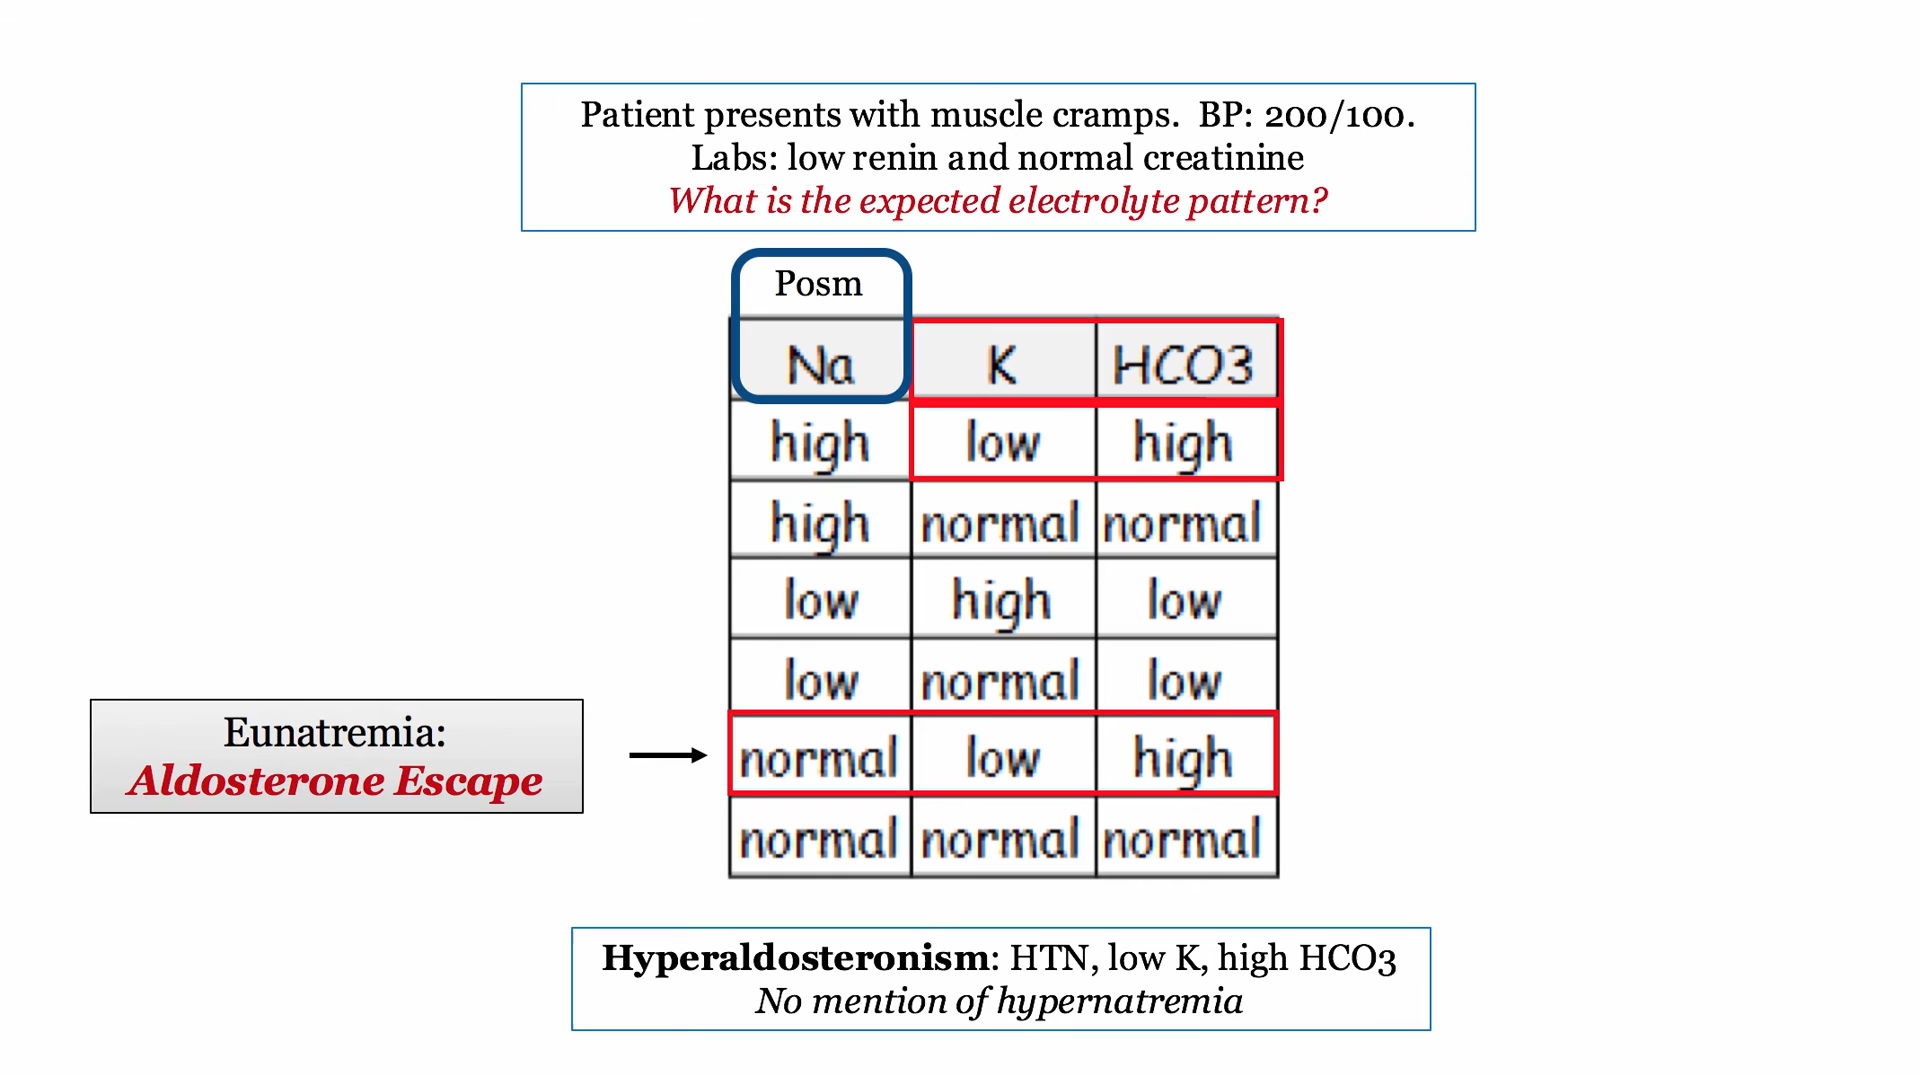 Patient presents with muscle cramps. BP: 200/100.
Labs: low renin and normal creatinine
What is the expected electrolyte pattern?
Posm
Na K HCO3
high low high
high normal normal
low high low
low normal low
Eunatremia:
Aldosterone Escape
normal low high
normal normal normal
Hyperaldosteronism: HTN, low K, high HCO3
No mention of hypernatremia